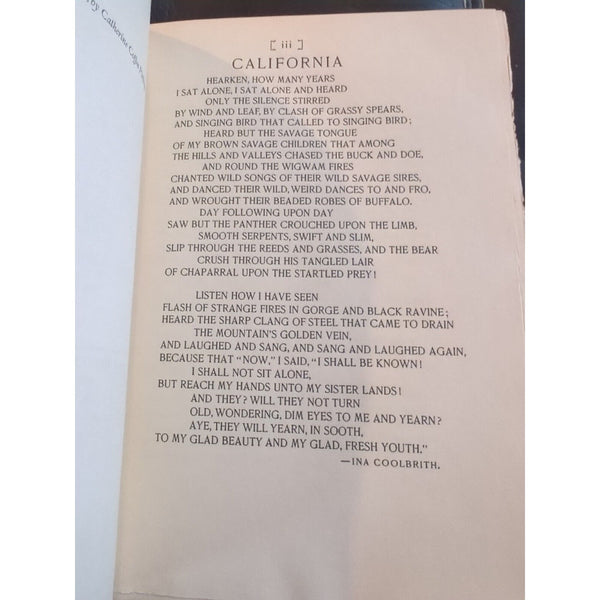 by Catherine Coffin
[ iii ]
CALIFORNIA
HEARKEN, HOW MANY YEARS
I SAT ALONE, I SAT ALONE AND HEARD
ONLY THE SILENCE STIRRED
BY WIND AND LEAF, BY CLASH OF GRASSY SPEARS,
AND SINGING BIRD THAT CALLED TO SINGING BIRD;
HEARD BUT THE SAVAGE TONGUE
OF MY BROWN SAVAGE CHILDREN THAT AMONG
THE HILLS AND VALLEYS CHASED THE BUCK AND DOE,
AND ROUND THE WIGWAM FIRES
CHANTED WILD SONGS OF THEIR WILD SAVAGE SIRES,
AND DANCED THEIR WILD, WEIRD DANCES TO AND FRO,
AND WROUGHT THEIR BEADED ROBES OF BUFFALO.
DAY FOLLOWING UPON DAY
SAW BUT THE PANTHER CROUCHED UPON THE LIMB,
SMOOTH SERPENTS, SWIFT AND SLIM,
SLIP THROUGH THE REEDS AND GRASSES, AND THE BEAR
CRUSH THROUGH HIS TANGLED LAIR
OF CHAPARRAL UPON THE STARTLED PREY!
LISTEN HOW I HAVE SEEN
FLASH OF STRANGE FIRES IN GORGE AND BLACK RAVINE;
HEARD THE SHARP CLANG OF STEEL THAT CAME TO DRAIN
THE MOUNTAIN'S GOLDEN VEIN,
AND LAUGHED AND SANG, AND SANG AND LAUGHED AGAIN,
BECAUSE THAT "NOW," I SAID, "I SHALL BE KNOWN!
I SHALL NOT SIT ALONE,
BUT REACH MY HANDS UNTO MY SISTER LANDS!
AND THEY? WILL THEY NOT TURN
OLD, WONDERING, DIM EYES TO ME AND YEARN?
AYE, THEY WILL YEARN, IN SOOTH,
TO MY GLAD BEAUTY AND MY GLAD, FRESH YOUTH."
—INA COOLBRITH.